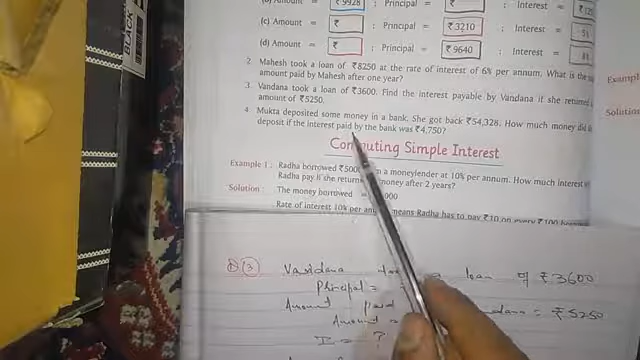 (b) Amount = ₹9928 ; Principal = ₹ ; Interest = ₹
(c) Amount = ₹ ; Principal = ₹3210 ; Interest =
(d) Amount = ₹ ; Principal = ₹9640 ; Interest =
2. Mahesh took a loan of ₹8250 at the rate of interest of 6% per annum. What is the
amount paid by Mahesh after one year?
3. Vandana took a loan of ₹3600. Find the interest payable by Vandana if she returned
amount of ₹5250.
4. Mukta deposited some money in a bank. She got back ₹54,328. How much money did
deposit if the interest paid by the bank was ₹4,750?
Computing Simple Interest
Example 1: Radha borrowed a moneylender at 10% per annum. How much interest
Radha pay if she money after 2 years?
Solution: The money borrowed =
Rate of interest 10% per means Radha has to pay ₹10 on every ₹100
Solution
BLACK
(3) Vandana a loan of ₹3600
Principal =
Amount paid = ₹5250
Amount =
I = ?